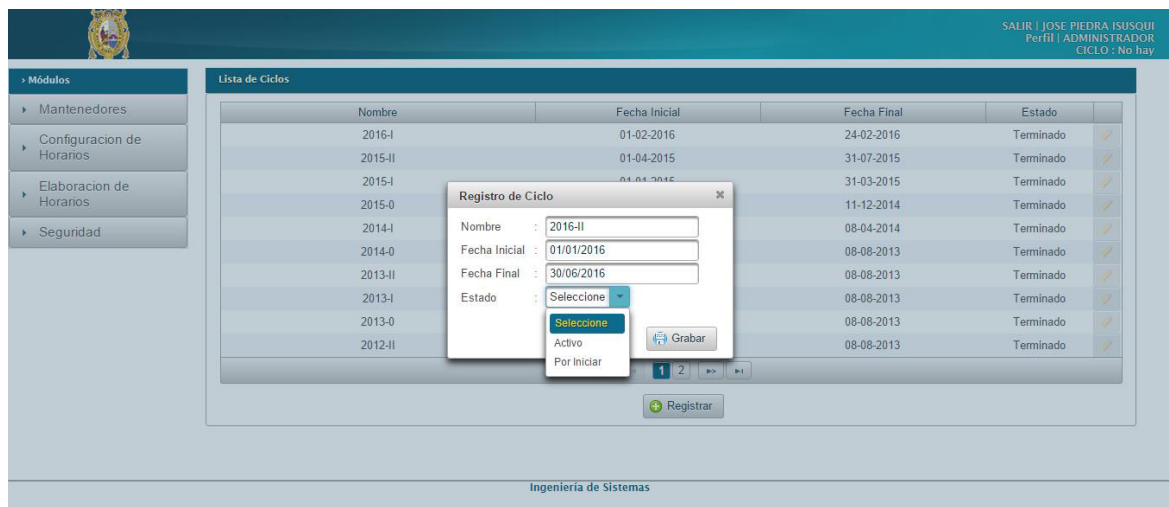 SALIR | JOSE PIEDRA ISUSQUI
Perfil | ADMINISTRADOR
CICLO : No hay
› Módulos
Mantenedores
Configuracion de
Horarios
Elaboracion de
Horarios
Seguridad
Lista de Ciclos
Nombre Fecha Inicial Fecha Final Estado
2016-I 01-02-2016 24-02-2016 Terminado
2015-II 01-04-2015 31-07-2015 Terminado
2015-I 01-01-2015 31-03-2015 Terminado
2015-0 11-12-2014 Terminado
2014-I 08-04-2014 Terminado
2014-0 08-08-2013 Terminado
2013-II 08-08-2013 Terminado
2013-I 08-08-2013 Terminado
2013-0 08-08-2013 Terminado
2012-II 08-08-2013 Terminado
Registro de Ciclo
Nombre : 2016-II
Fecha Inicial : 01/01/2016
Fecha Final : 30/06/2016
Estado : Seleccione
Seleccione
Activo
Por Iniciar
Grabar
1 2
Registrar
Ingeniería de Sistemas